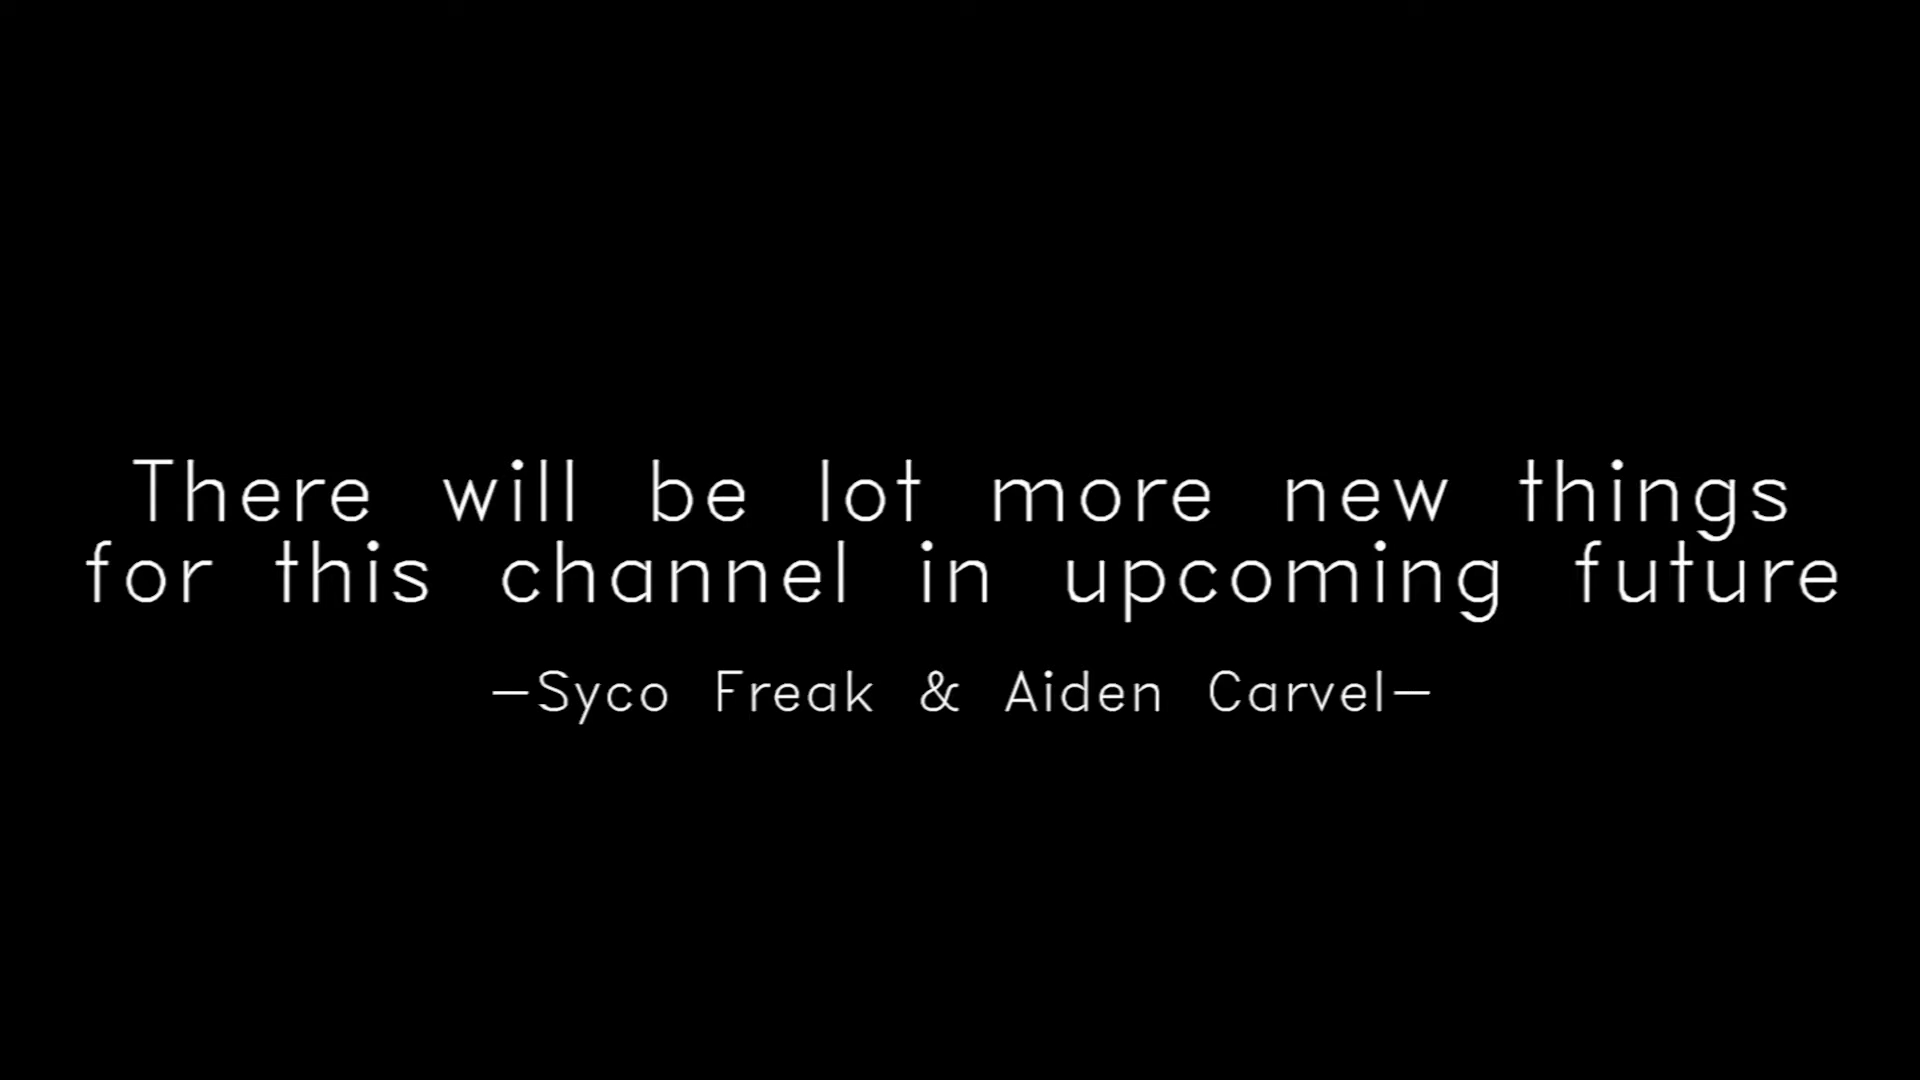 There will be lot more new things
for this channel in upcoming future
—Syco Freak & Aiden Carvel—